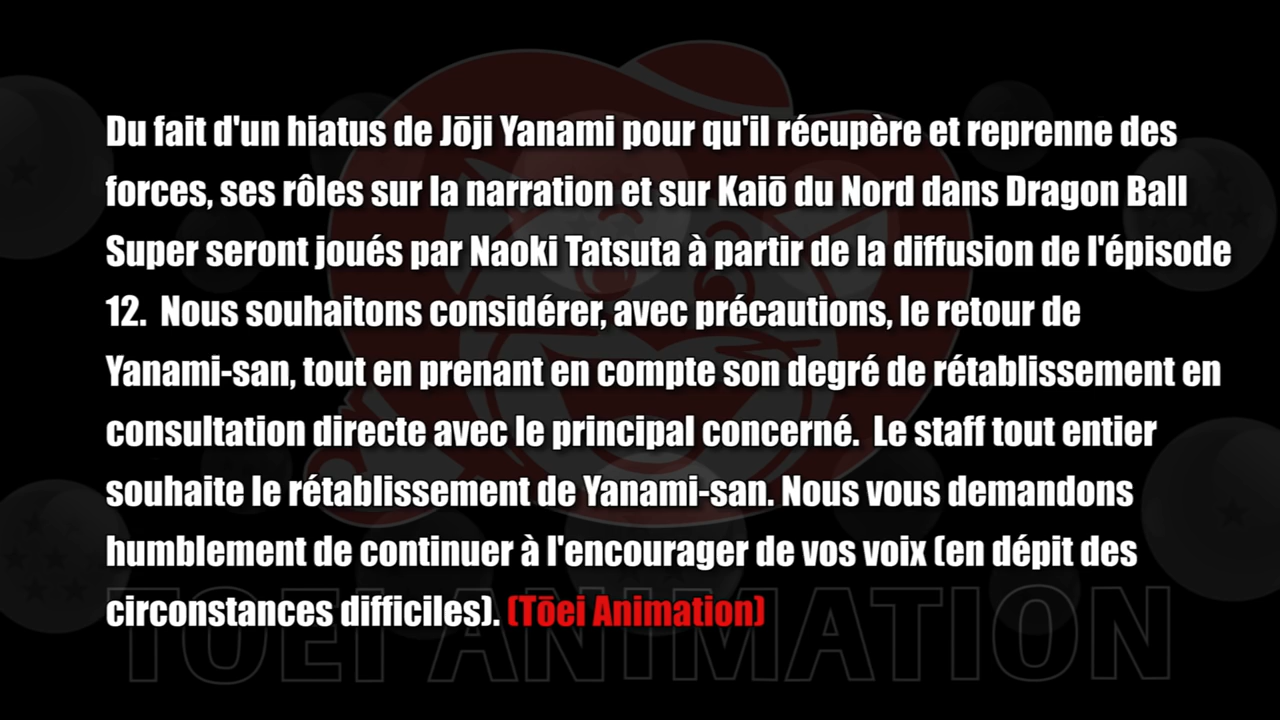 Du fait d'un hiatus de Jōji Yanami pour qu'il récupère et reprenne des
forces, ses rôles sur la narration et sur Kaiō du Nord dans Dragon Ball
Super seront joués par Naoki Tatsuta à partir de la diffusion de l'épisode
12.  Nous souhaitons considérer, avec précautions, le retour de
Yanami-san, tout en prenant en compte son degré de rétablissement en
consultation directe avec le principal concerné.  Le staff tout entier
souhaite le rétablissement de Yanami-san. Nous vous demandons
humblement de continuer à l'encourager de vos voix (en dépit des
circonstances difficiles). (Tōei Animation)
TOEI ANIMATION